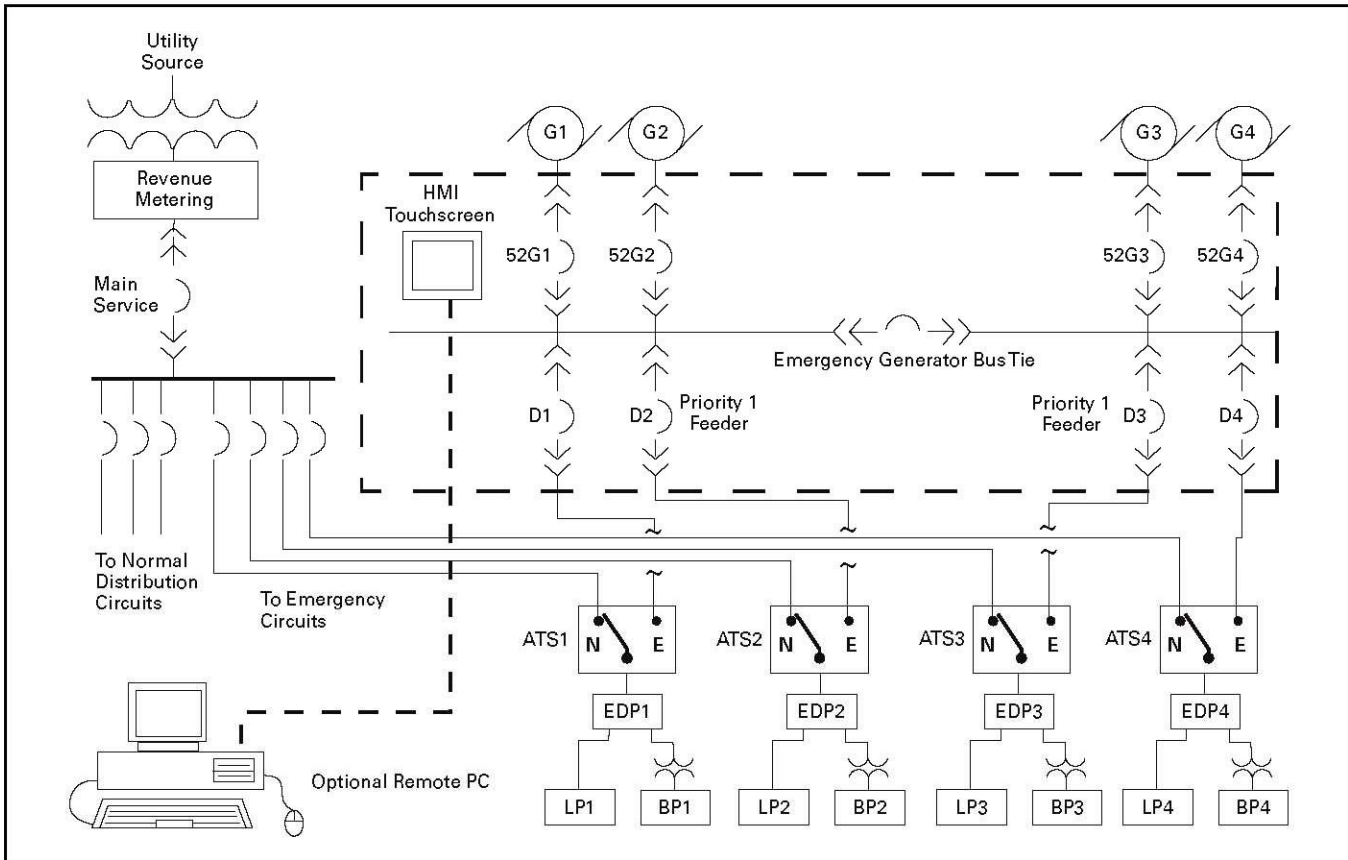 Utility
Source
Revenue
Metering
Main
Service
To Normal
Distribution
Circuits
To Emergency
Circuits
HMI
Touchscreen
G1
G2
G3
G4
52G1
52G2
52G3
52G4
Emergency Generator Bus Tie
D1
D2
Priority 1
Feeder
Priority 1
Feeder
D3
D4
ATS1
N
E
ATS2
N
E
ATS3
N
E
ATS4
N
E
EDP1
EDP2
EDP3
EDP4
LP1
BP1
LP2
BP2
LP3
BP3
LP4
BP4
Optional Remote PC